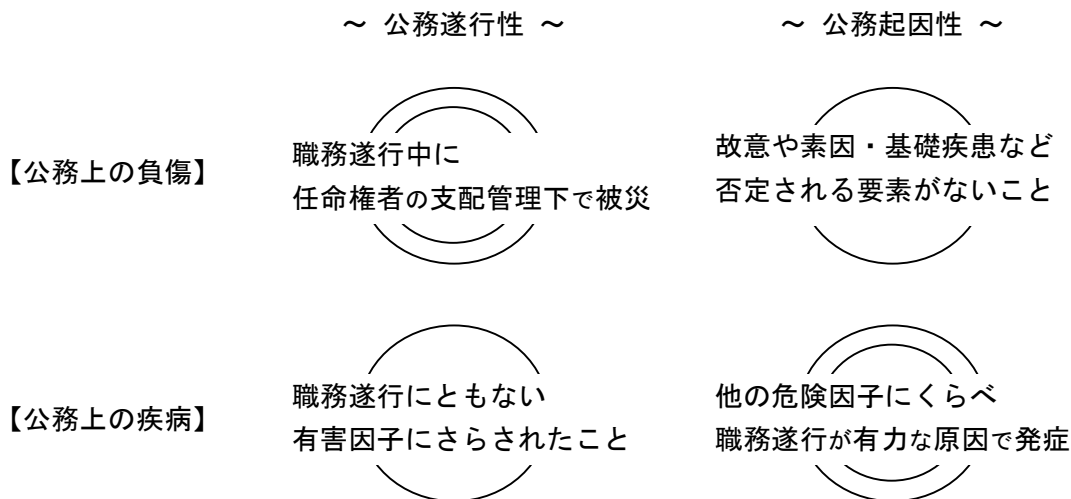 ～ 公務遂行性 ～ ～ 公務起因性 ～
【公務上の負傷】
職務遂行中に
任命権者の支配管理下で被災
故意や素因・基礎疾患など
否定される要素がないこと
【公務上の疾病】
職務遂行にともない
有害因子にさらされたこと
他の危険因子にくらべ
職務遂行が有力な原因で発症